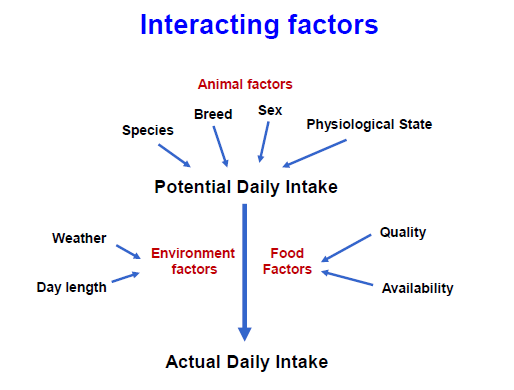 Interacting factors
Animal factors
Species
Breed
Sex
Physiological State
Potential Daily Intake
Weather
Day length
Environment
factors
Food
Factors
Quality
Availability
Actual Daily Intake